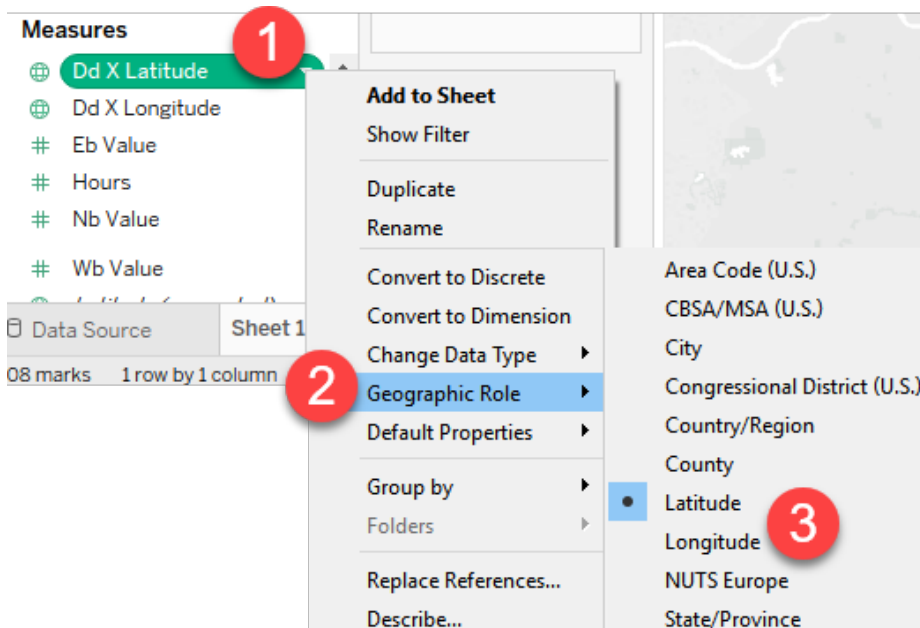 Measures
1
Dd X Latitude
Dd X Longitude
Eb Value
Hours
Nb Value
Wb Value
Data Source
Sheet 1
08 marks
1 row by 1 column
Add to Sheet
Show Filter
Duplicate
Rename
Convert to Discrete
Convert to Dimension
Change Data Type
2
Geographic Role
Default Properties
Group by
Folders
Replace References...
Describe...
Area Code (U.S.)
CBSA/MSA (U.S.)
City
Congressional District (U.S.)
Country/Region
County
Latitude
3
Longitude
NUTS Europe
State/Province